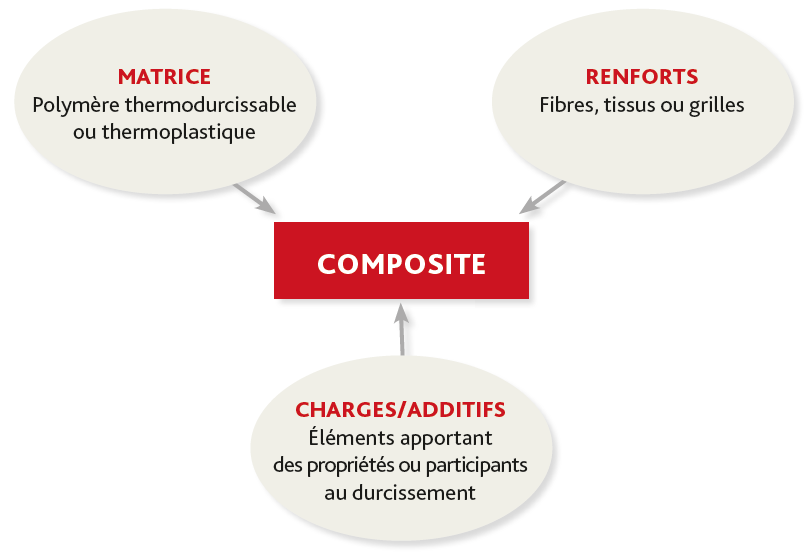 MATRICE
Polymère thermodurcissable
ou thermoplastique
RENFORTS
Fibres, tissus ou grilles
COMPOSITE
CHARGES/ADDITIFS
Éléments apportant
des propriétés ou participants
au durcissement